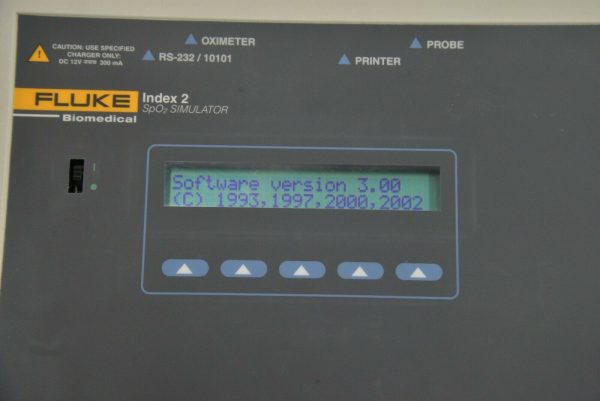 CAUTION: USE SPECIFIED
CHARGER ONLY:
DC 12V⎓ 300 mA
OXIMETER
RS-232 / 10101
PRINTER
PROBE
FLUKE
Biomedical
Index 2
SpO₂ SIMULATOR
Software version 3.00
(C) 1993,1997,2000,2002